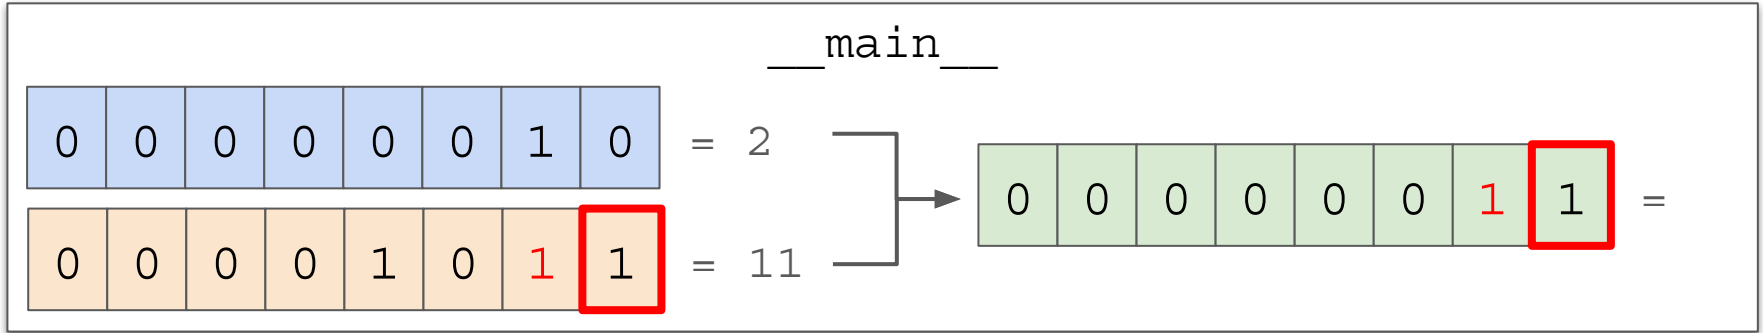 __main__
0 0 0 0 0 0 1 0 = 2
0 0 0 0 1 0 1 1 = 11
0 0 0 0 0 0 1 1 =